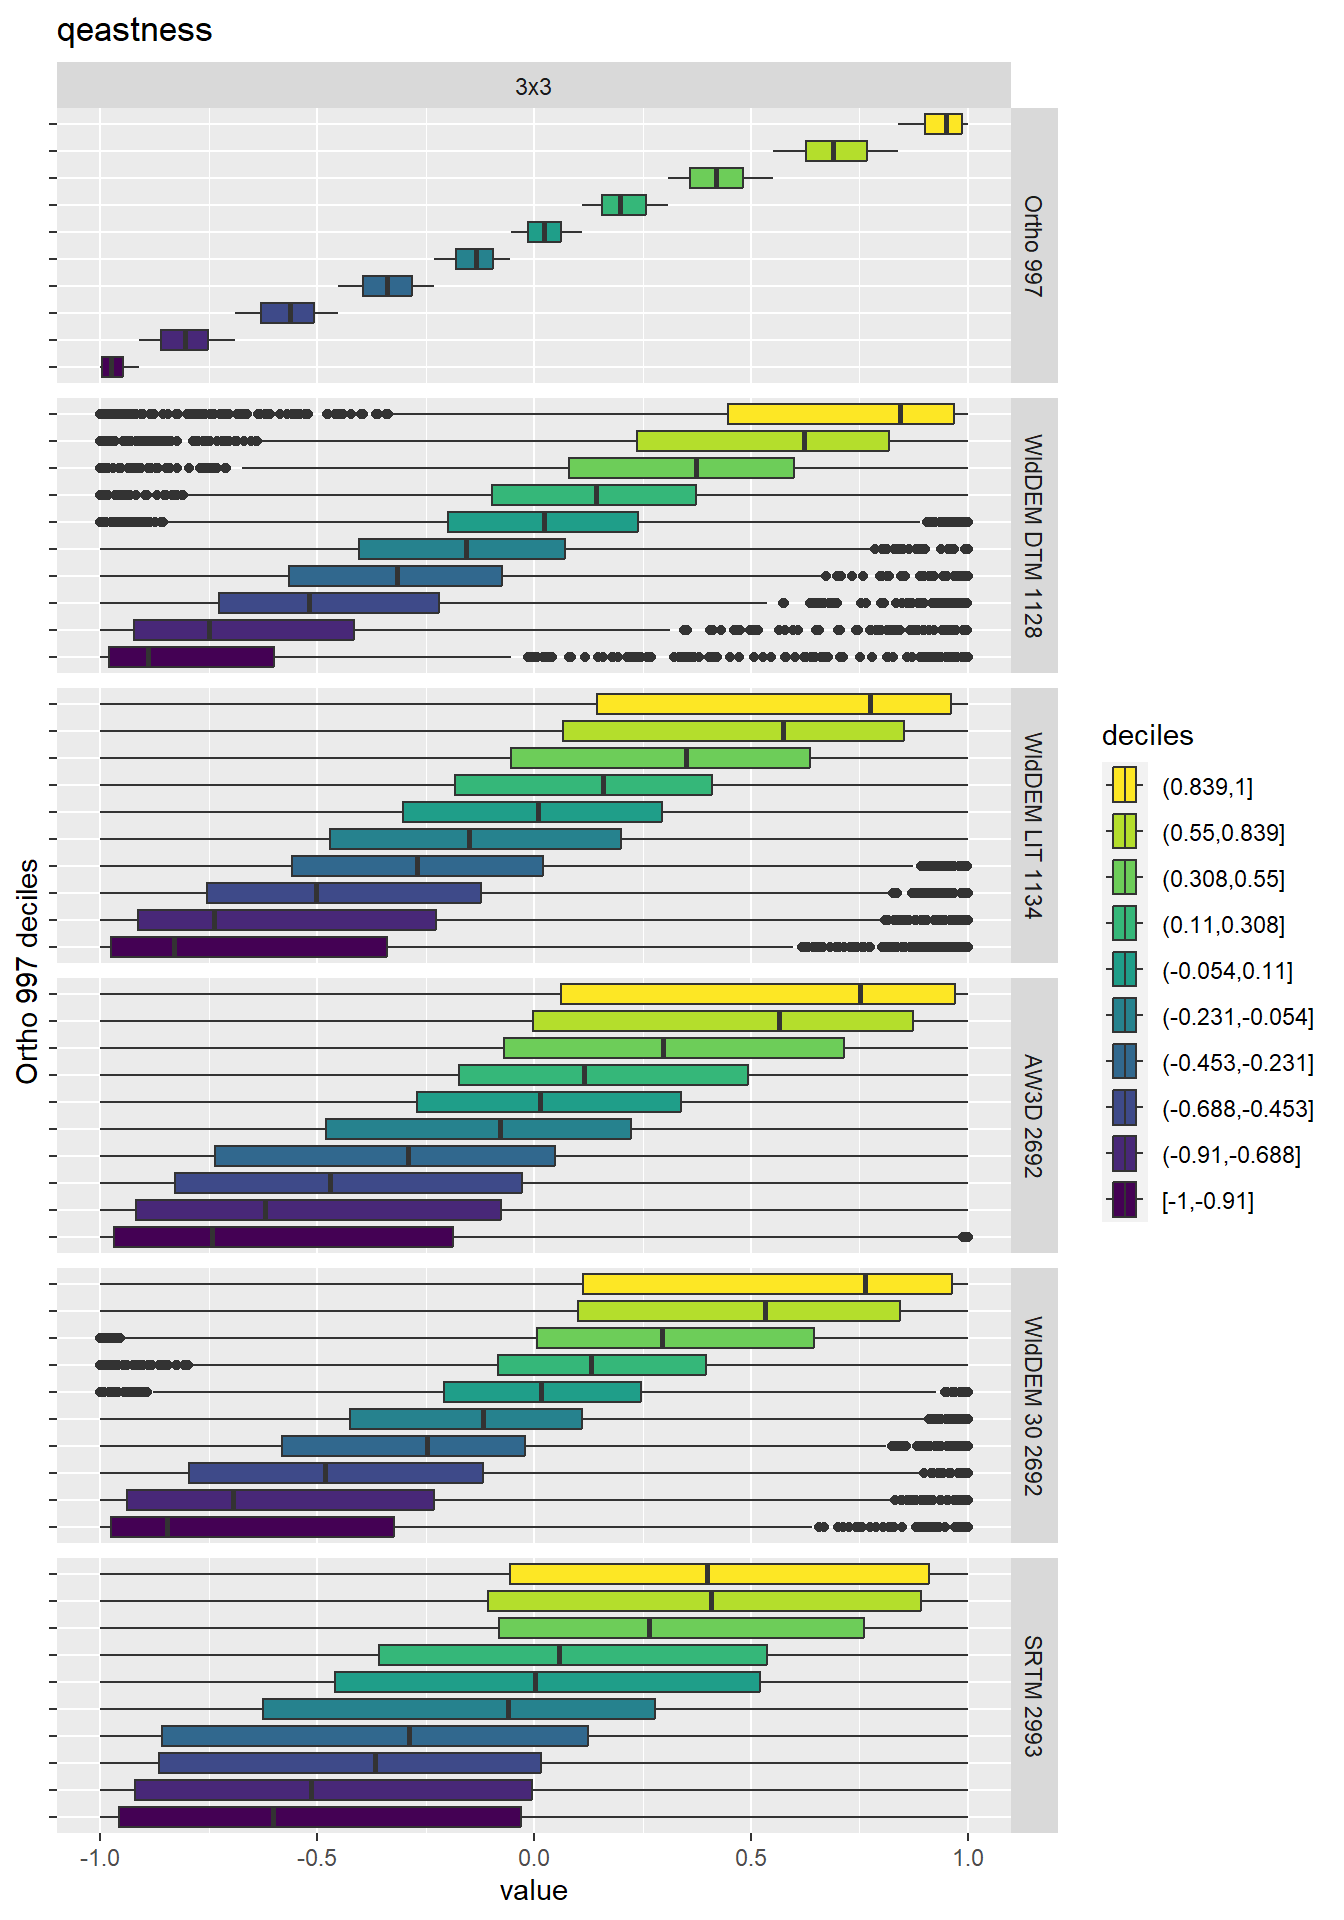 qeastness
3x3
Ortho 997
WldDEM DTM 1128
WldDEM LIT 1134
AW3D 2692
WldDEM 30 2692
SRTM 2993
Ortho 997 deciles
-1.0
-0.5
0.0
0.5
1.0
value
deciles
(0.839,1]
(0.55,0.839]
(0.308,0.55]
(0.11,0.308]
(-0.054,0.11]
(-0.231,-0.054]
(-0.453,-0.231]
(-0.688,-0.453]
(-0.91,-0.688]
[-1,-0.91]